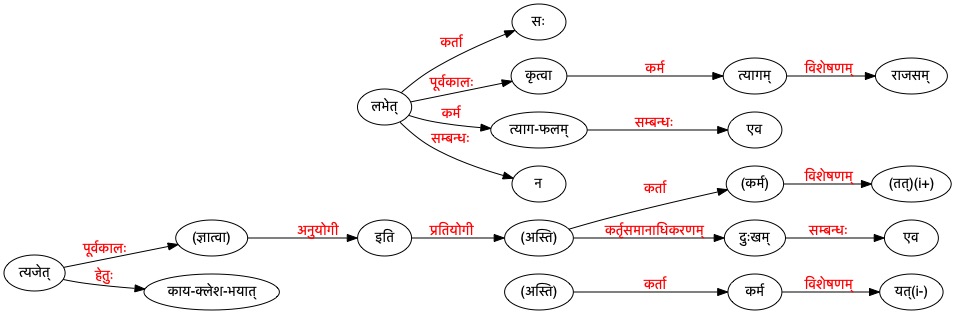 सः
कर्ता
पूर्वकालः कृत्वा कर्म त्यागम् विशेषणम् राजसम्
लभेत् कर्म त्याग-फलम् सम्बन्धः एव
सम्बन्धः
न
कर्ता (कर्म) विशेषणम् (तत्)(i+)
पूर्वकालः (ज्ञात्वा) अनुयोगी इति प्रतियोगी (अस्ति) कर्तृसमानाधिकरणम् दुःखम् सम्बन्धः एव
त्यजेत् हेतुः काय-क्लेश-भयात् (अस्ति) कर्ता कर्म विशेषणम् यत्(i-)